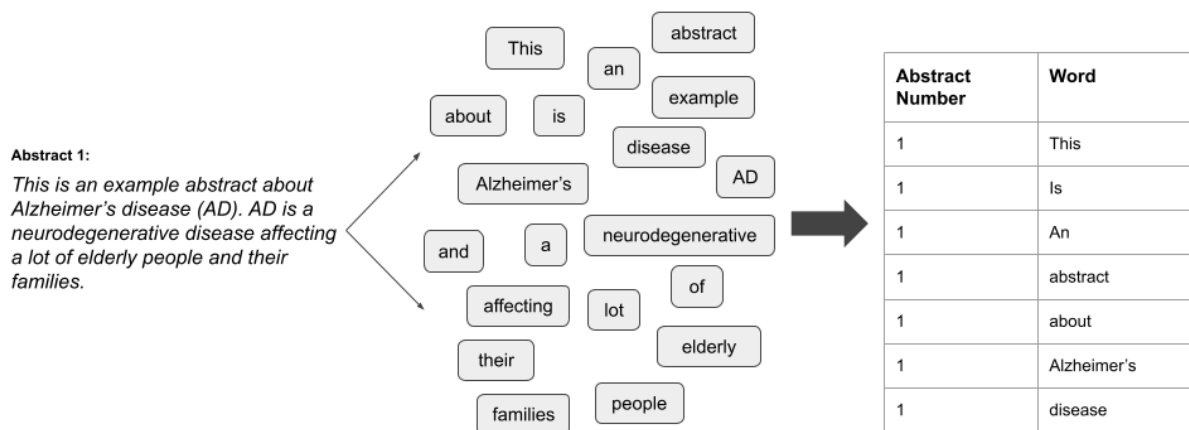 Abstract 1:
This is an example abstract about
Alzheimer's disease (AD). AD is a
neurodegenerative disease affecting
a lot of elderly people and their
families.
This
abstract
an
example
about
is
disease
Alzheimer's
AD
and
a
neurodegenerative
affecting
lot
of
their
elderly
families
people
Abstract Number
Word
1 This
1 Is
1 An
1 abstract
1 about
1 Alzheimer's
1 disease